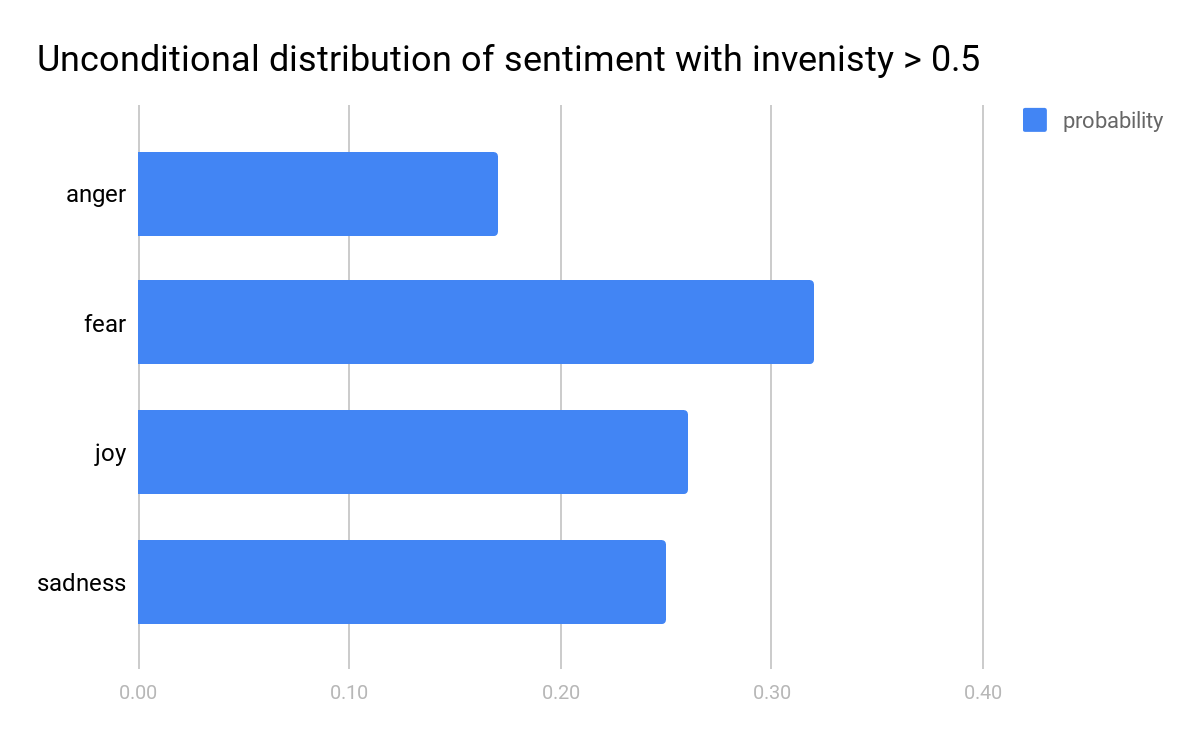 Unconditional distribution of sentiment with invenisty > 0.5
probability
anger
fear
joy
sadness
0.00 0.10 0.20 0.30 0.40